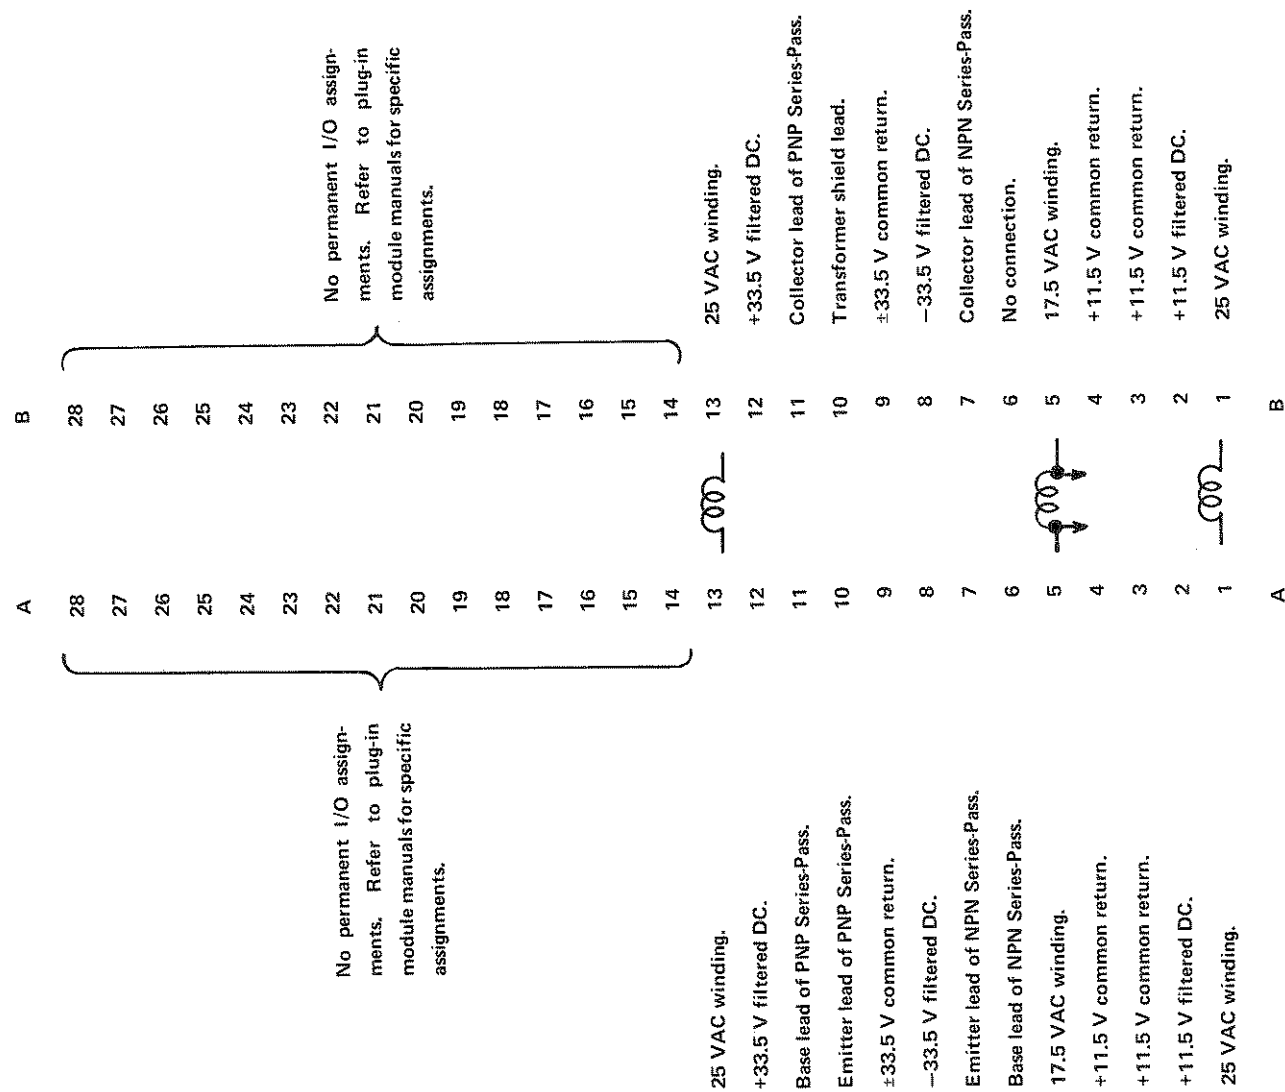 A B
28 28
27 27
26 26
25 25
24 24
23 23
22 22
21 21
20 20
19 19
18 18
17 17
16 16
15 15
14 14
No permanent I/O assign-
ments. Refer to plug-in
module manuals for specific
assignments.
No permanent I/O assign-
ments. Refer to plug-in
module manuals for specific
assignments.
25 VAC winding. 13 13 25 VAC winding.
+33.5 V filtered DC. 12 12 +33.5 V filtered DC.
Base lead of PNP Series-Pass. 11 11 Collector lead of PNP Series-Pass.
Emitter lead of PNP Series-Pass. 10 10 Transformer shield lead.
±33.5 V common return. 9 9 ±33.5 V common return.
−33.5 V filtered DC. 8 8 −33.5 V filtered DC.
Emitter lead of NPN Series-Pass. 7 7 Collector lead of NPN Series-Pass.
Base lead of NPN Series-Pass. 6 6 No connection.
17.5 VAC winding. 5 5 17.5 VAC winding.
+11.5 V common return. 4 4 +11.5 V common return.
+11.5 V common return. 3 3 +11.5 V common return.
+11.5 V filtered DC. 2 2 +11.5 V filtered DC.
25 VAC winding. 1 1 25 VAC winding.
A B